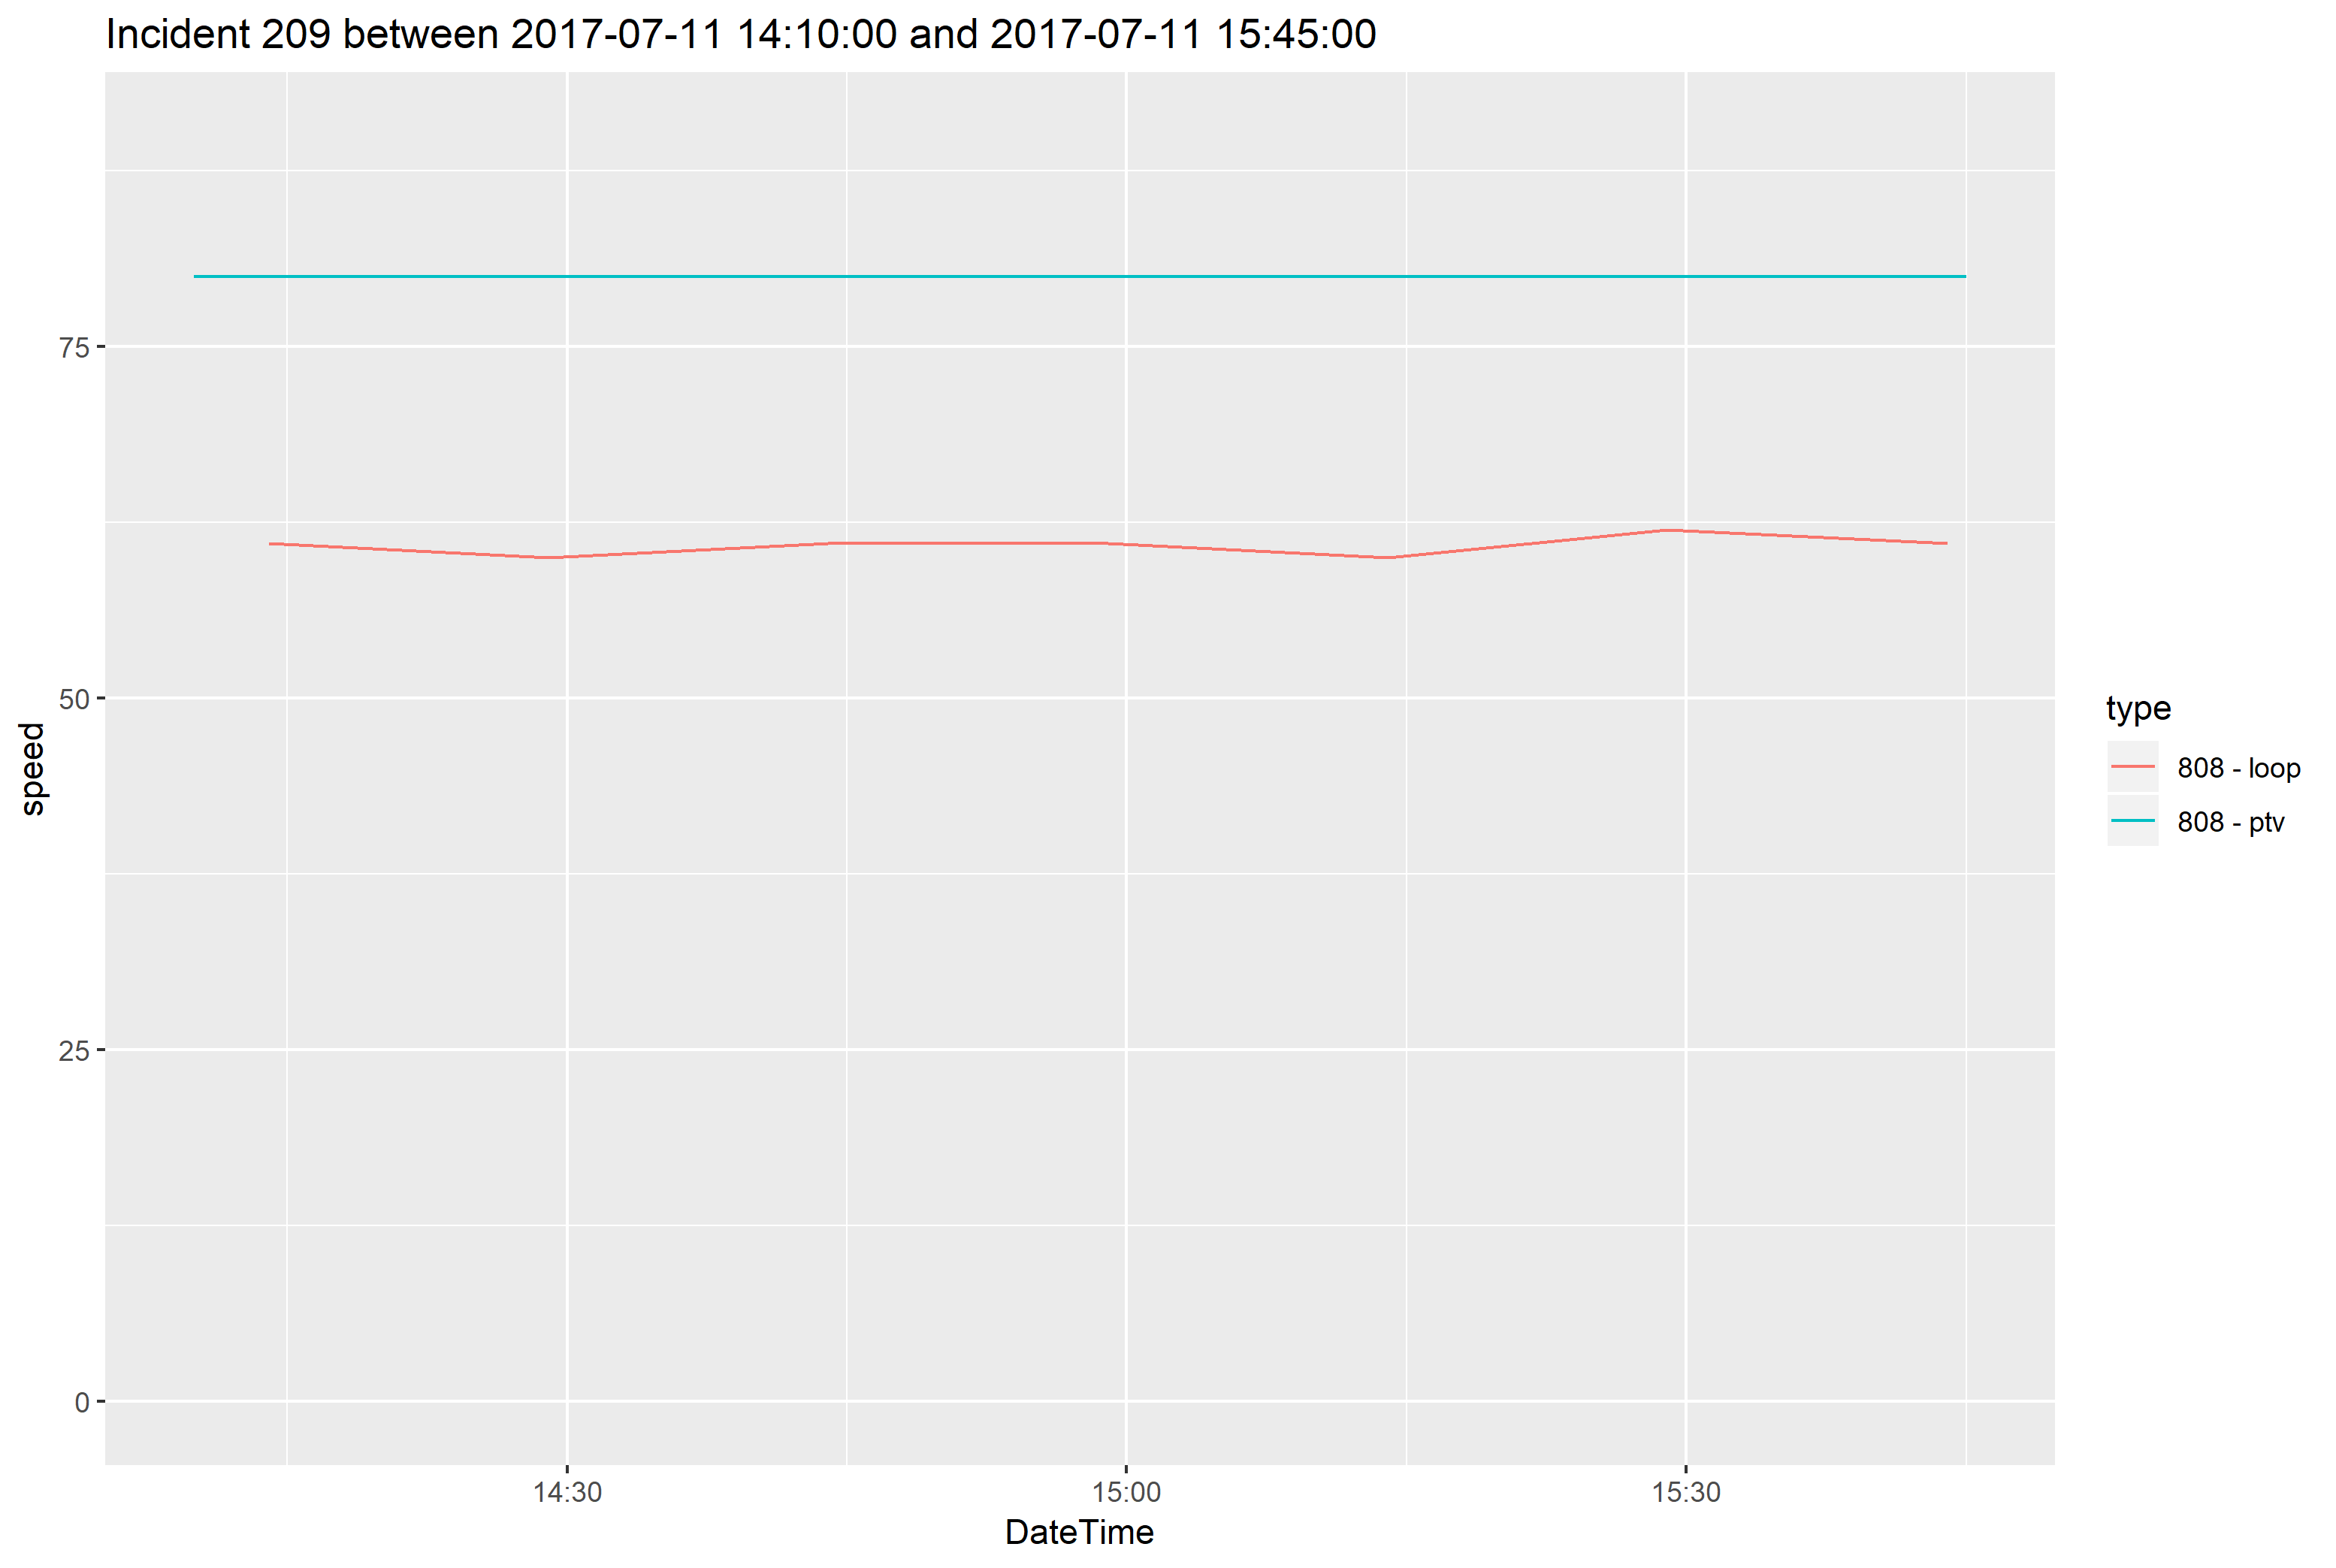 Incident 209 between 2017-07-11 14:10:00 and 2017-07-11 15:45:00
speed
75
50
25
0
14:30 15:00 15:30
DateTime
type
808 - loop
808 - ptv